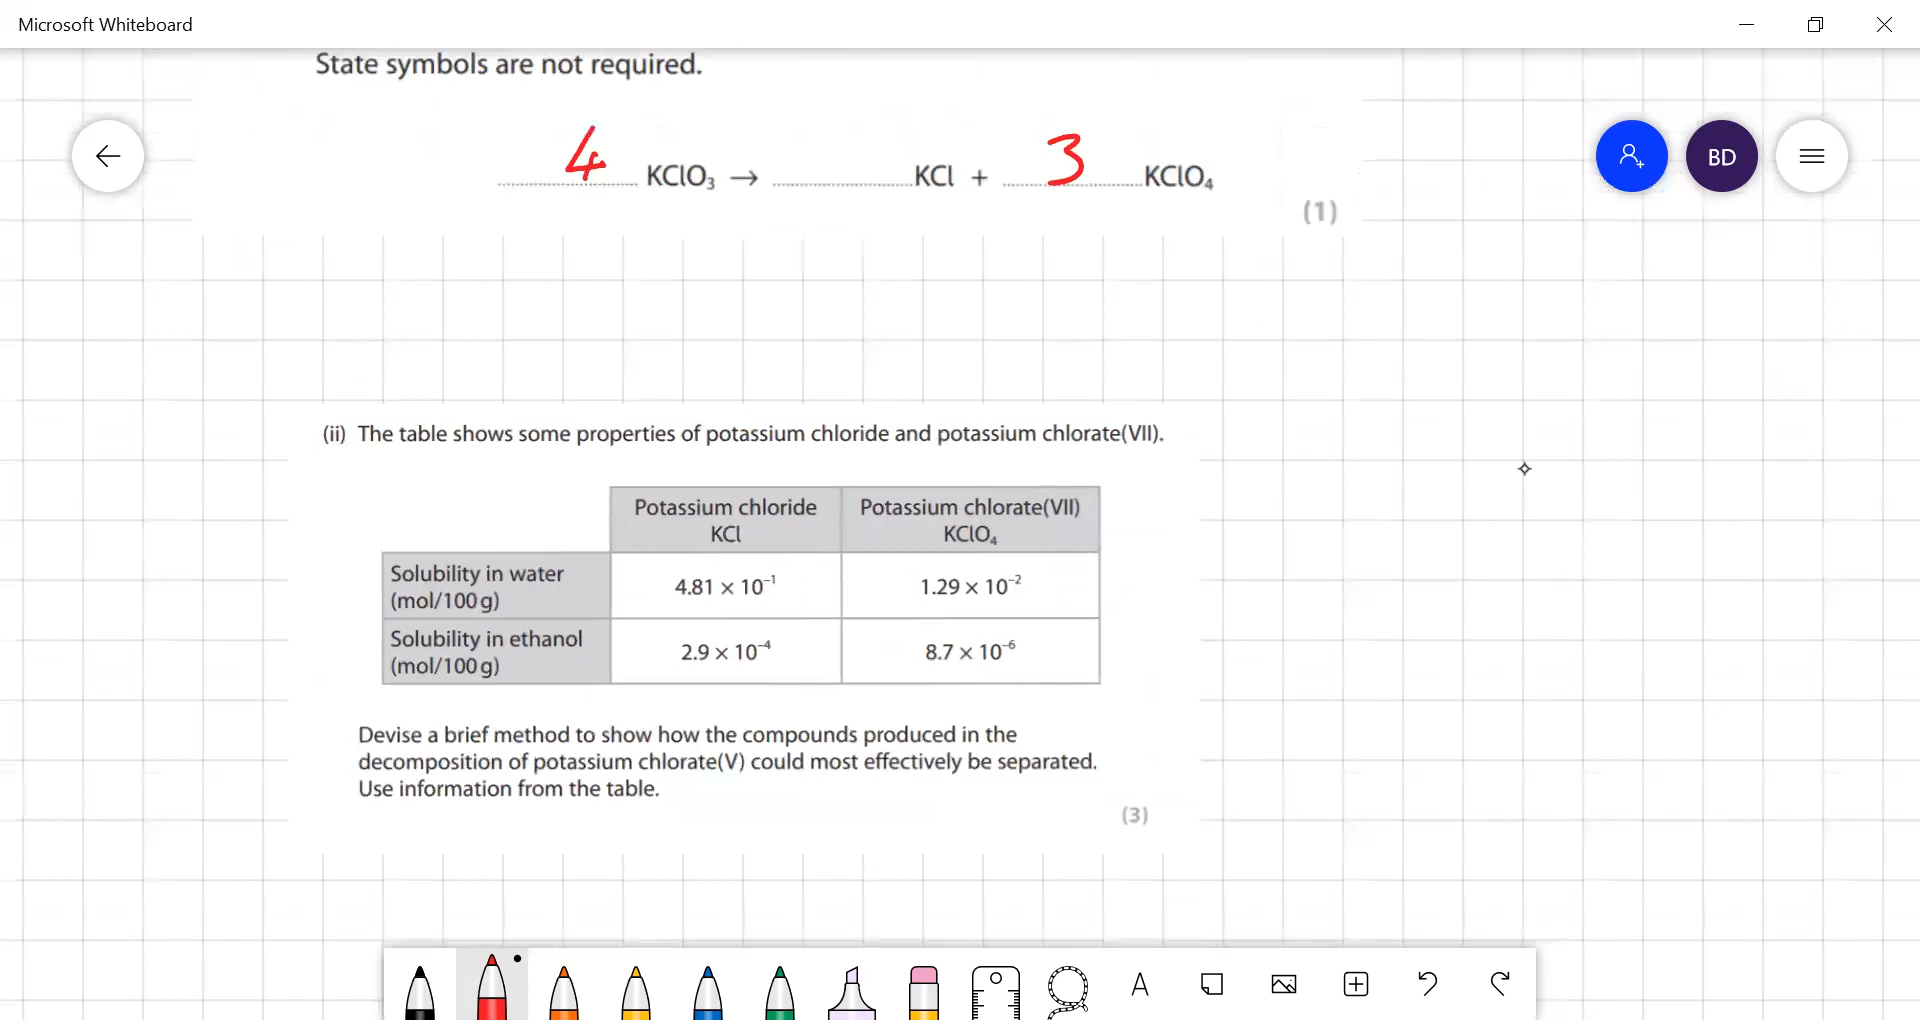 Microsoft Whiteboard
State symbols are not required.
4 KClO₃ → ..................... KCl + 3 KClO₄
(1)
BD
(ii) The table shows some properties of potassium chloride and potassium chlorate(VII).
Potassium chloride KCl Potassium chlorate(VII) KClO₄
Solubility in water (mol/100 g) 4.81 × 10⁻¹ 1.29 × 10⁻²
Solubility in ethanol (mol/100 g) 2.9 × 10⁻⁴ 8.7 × 10⁻⁶
Devise a brief method to show how the compounds produced in the
decomposition of potassium chlorate(V) could most effectively be separated.
Use information from the table.
(3)
A